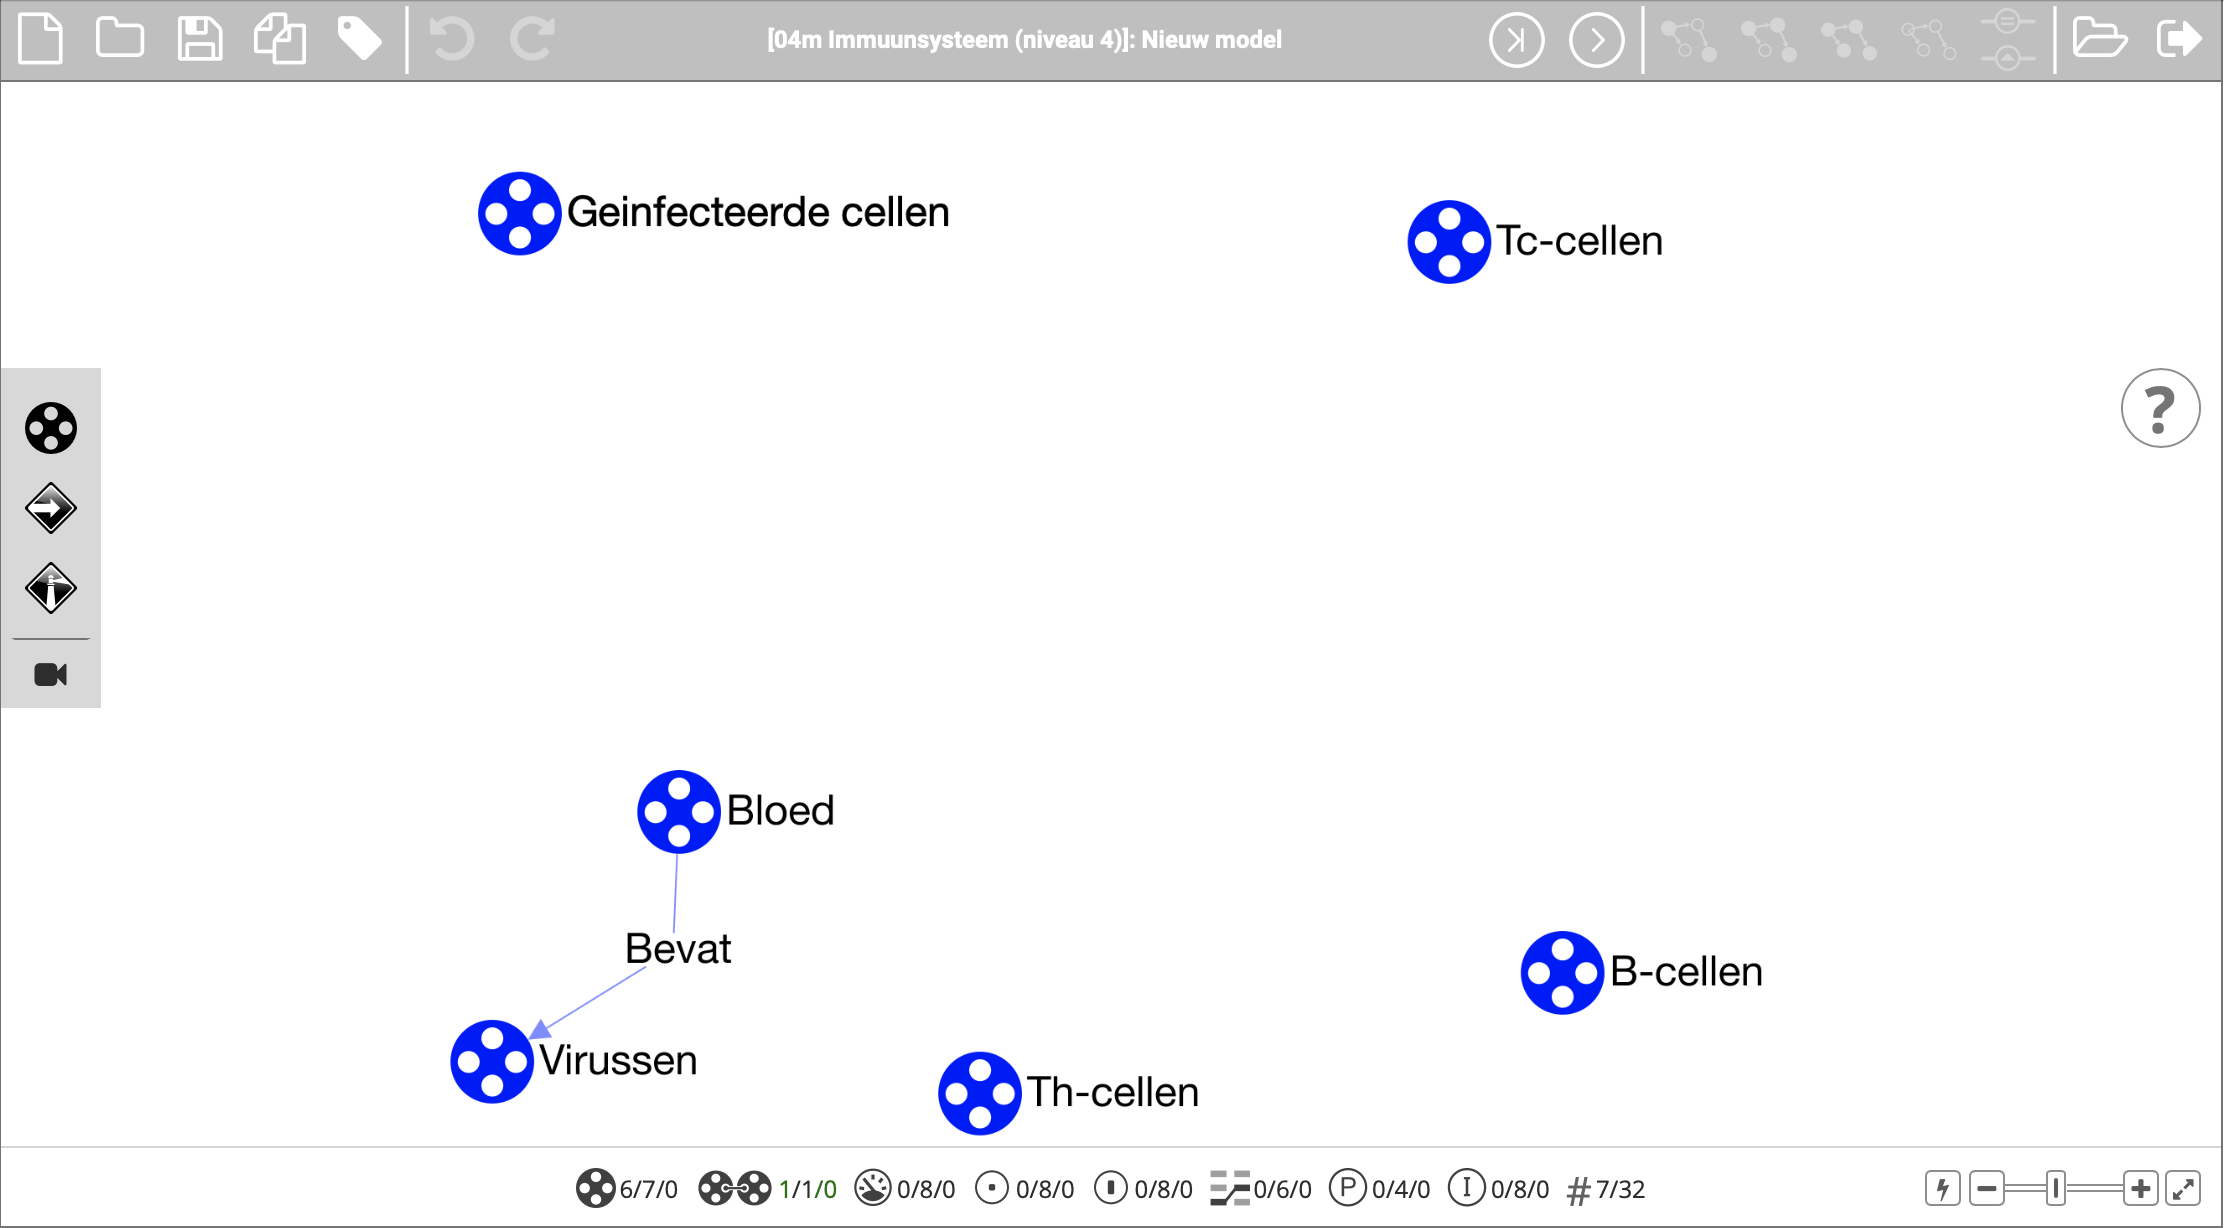 [04m Immuunsysteem (niveau 4)]: Nieuw model
Geinfecteerde cellen
Tc-cellen
?
Bloed
Bevat
B-cellen
Virussen
Th-cellen
6/7/0 1/1/0 0/8/0 0/8/0 0/8/0 0/6/0 P 0/4/0 I 0/8/0 # 7/32